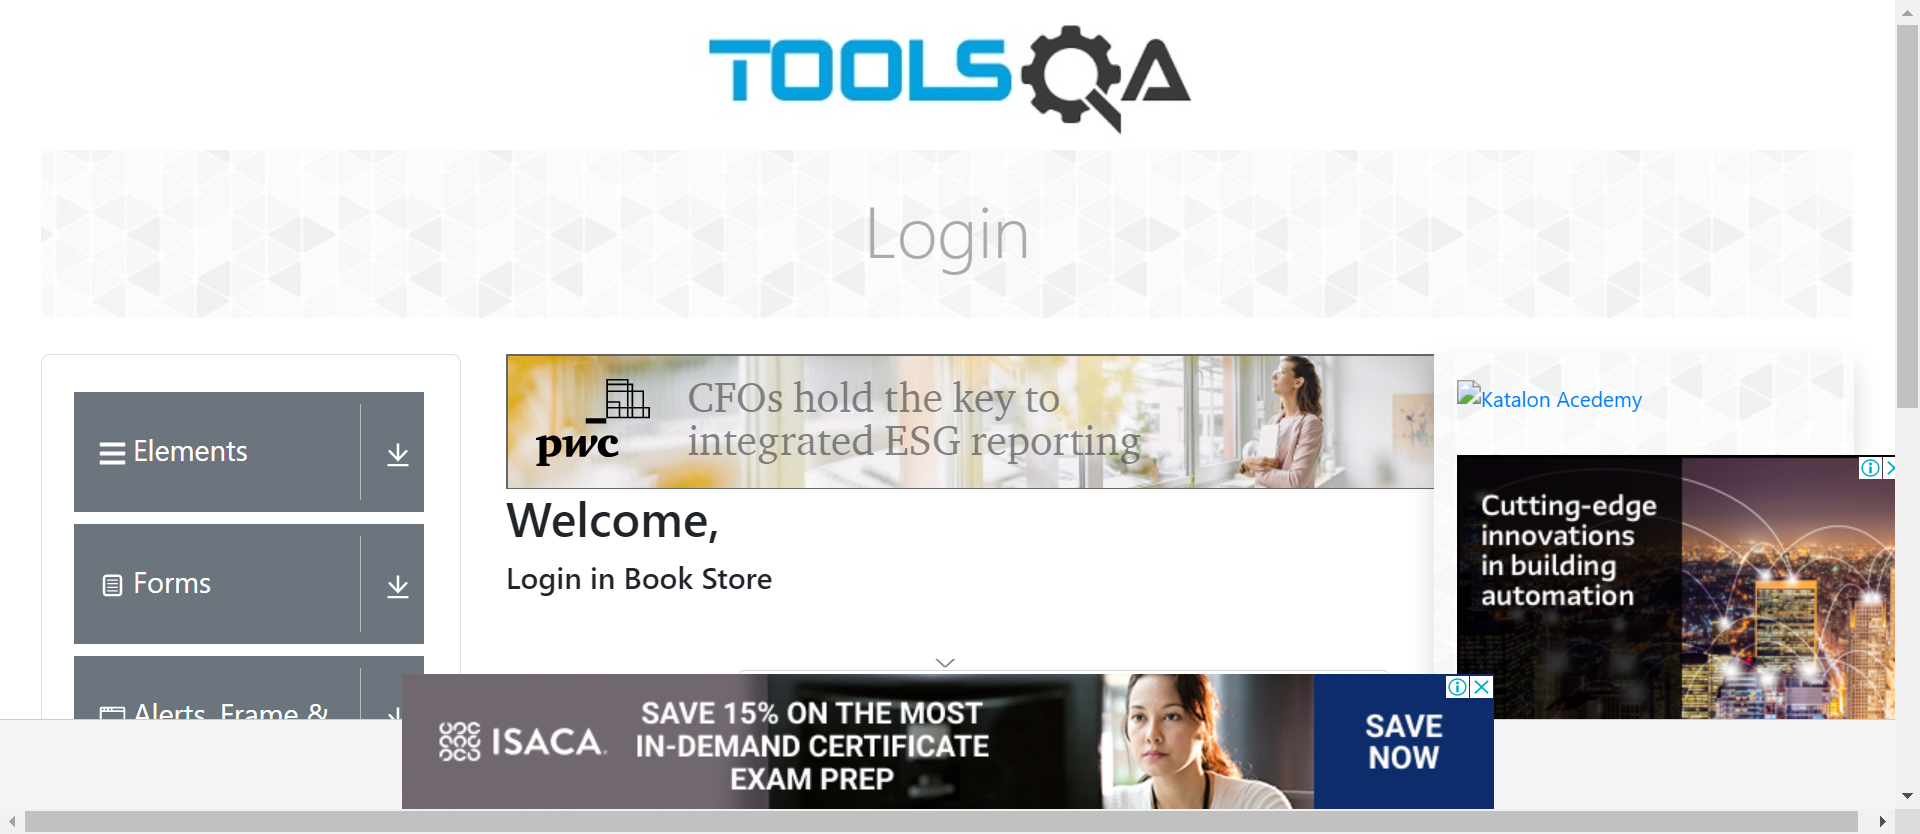 TOOLSQA
Login
Elements
Forms
Alerts, Frame &
pwc
CFOs hold the key to
integrated ESG reporting
Welcome,
Login in Book Store
Katalon Acedemy
Cutting-edge
innovations
in building
automation
ISACA.
SAVE 15% ON THE MOST
IN-DEMAND CERTIFICATE
EXAM PREP
SAVE
NOW